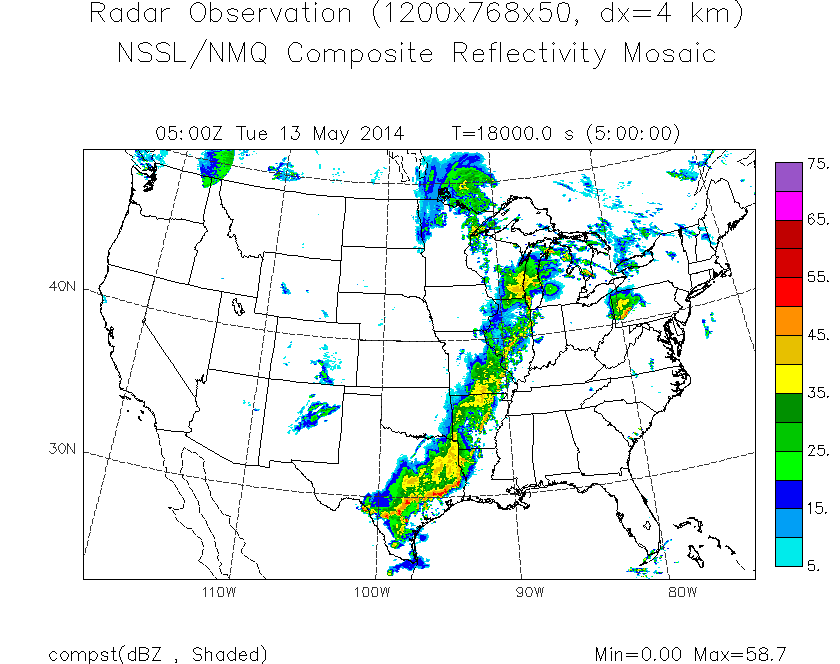 Radar Observation (1200x768x50, dx=4 km)
NSSL/NMQ Composite Reflectivity Mosaic
05:00Z Tue 13 May 2014 T=18000.0 s (5:00:00)
75.
65.
55.
45.
35.
25.
15.
5.
40N
30N
110W 100W 90W 80W
compst(dBZ , Shaded) Min=0.00 Max=58.7